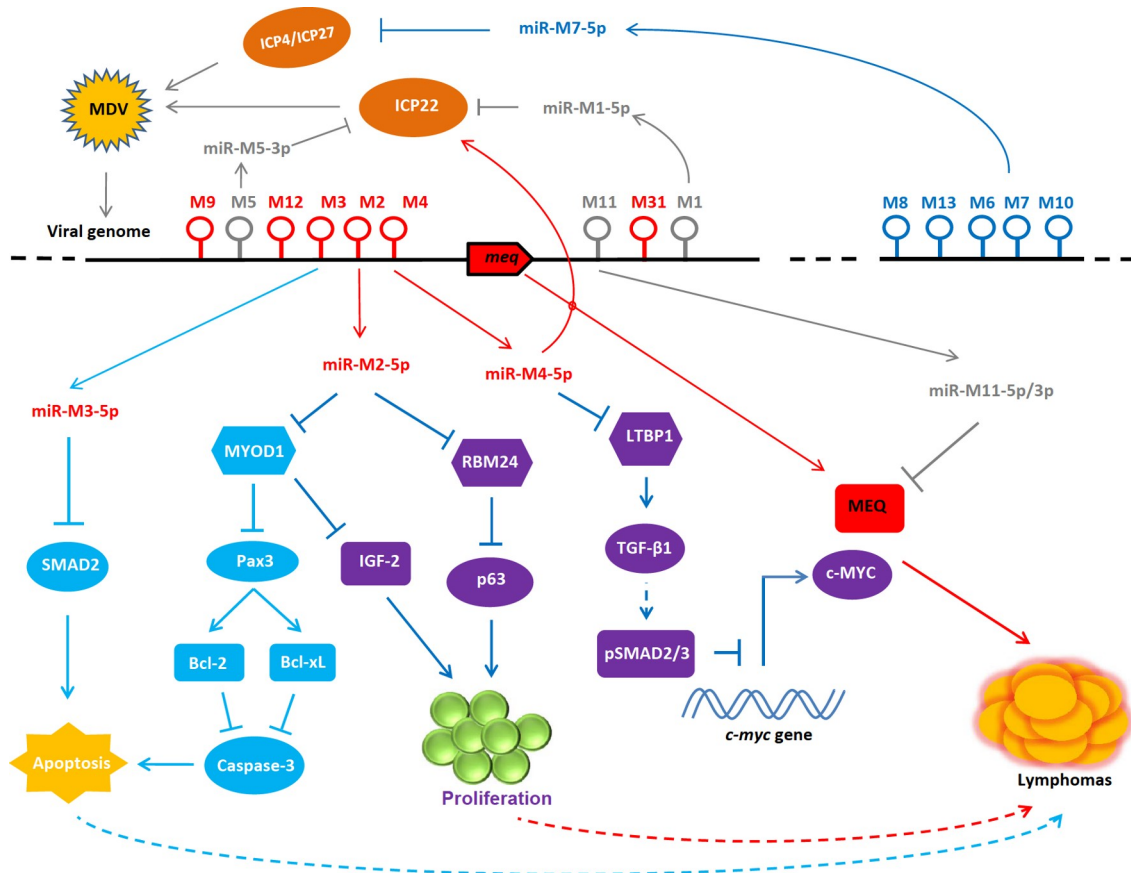 ICP4/ICP27
miR-M7-5p
MDV
ICP22
miR-M1-5p
miR-M5-3p
M9 M5 M12 M3 M2 M4
M11 M31 M1
M8 M13 M6 M7 M10
Viral genome
meq
miR-M2-5p
miR-M4-5p
miR-M11-5p/3p
miR-M3-5p
MYOD1
RBM24
LTBP1
MEQ
SMAD2
Pax3
IGF-2
p63
TGF-β1
c-MYC
Bcl-2
Bcl-xL
pSMAD2/3
c-myc gene
Apoptosis
Caspase-3
Proliferation
Lymphomas